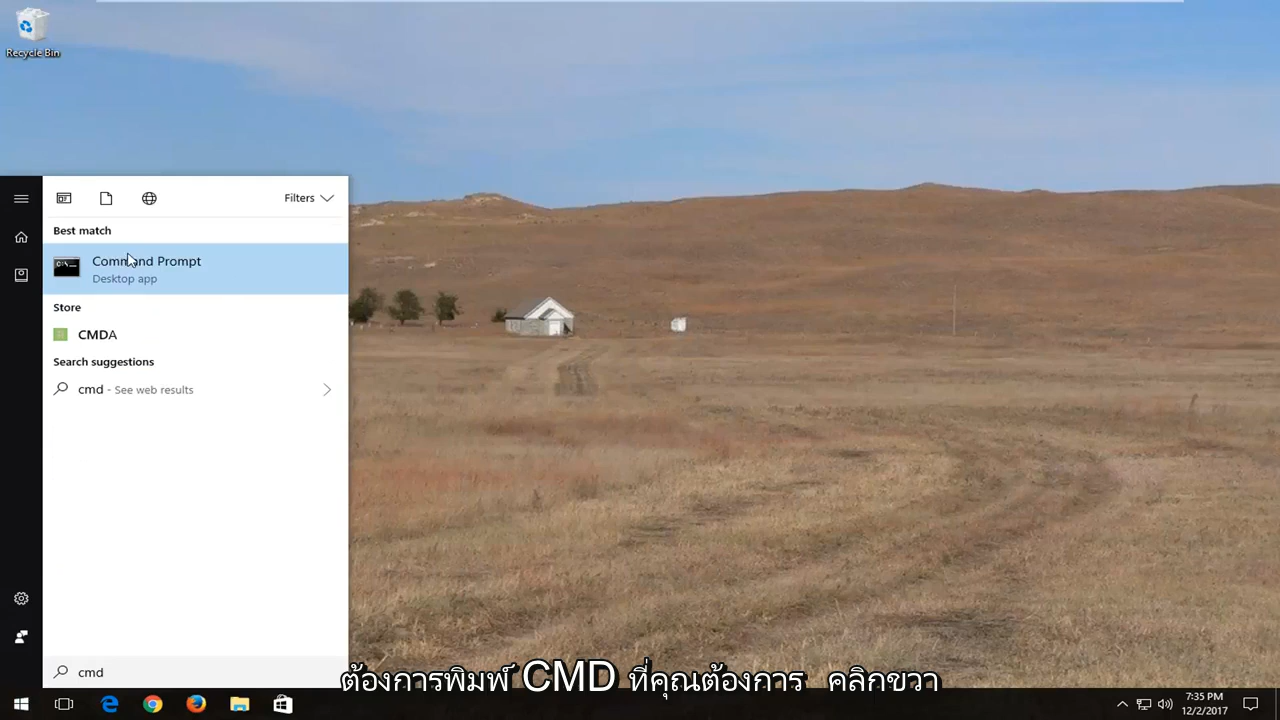 Recycle Bin
Filters
Best match
Command Prompt
Desktop app
Store
CMDA
Search suggestions
cmd - See web results
cmd
ต้องการพิมพ์ CMD ที่คุณต้องการ คลิกขวา
7:35 PM
12/2/2017